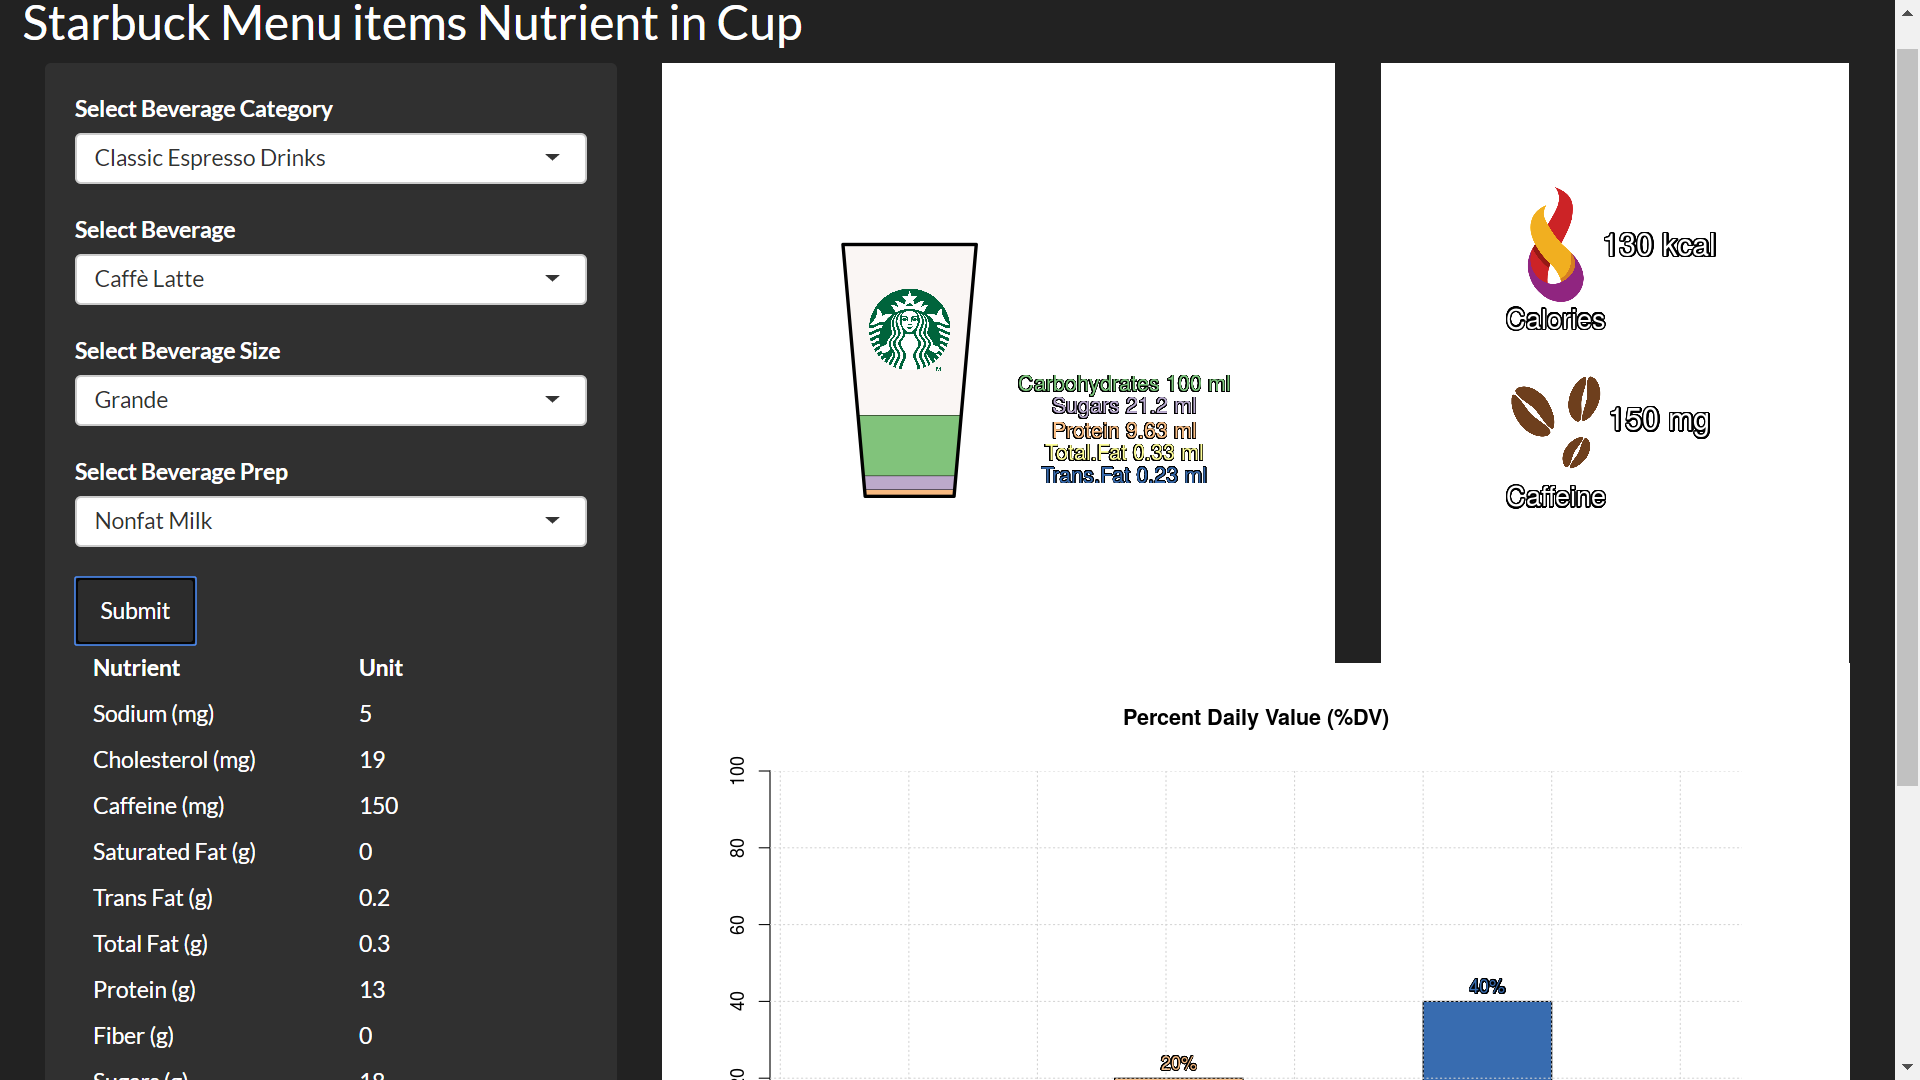 Starbuck Menu items Nutrient in Cup
Select Beverage Category
Classic Espresso Drinks
Select Beverage
Caffè Latte
Select Beverage Size
Grande
Select Beverage Prep
Nonfat Milk
Submit
Nutrient Unit
Sodium (mg) 5
Cholesterol (mg) 19
Caffeine (mg) 150
Saturated Fat (g) 0
Trans Fat (g) 0.2
Total Fat (g) 0.3
Protein (g) 13
Fiber (g) 0
Sugars (g) 18
Carbohydrates 100 ml
Sugars 21.2 ml
Protein 9.63 ml
Total.Fat 0.33 ml
Trans.Fat 0.23 ml
130 kcal
Calories
150 mg
Caffeine
Percent Daily Value (%DV)
100
80
60
40
20
40%
20%